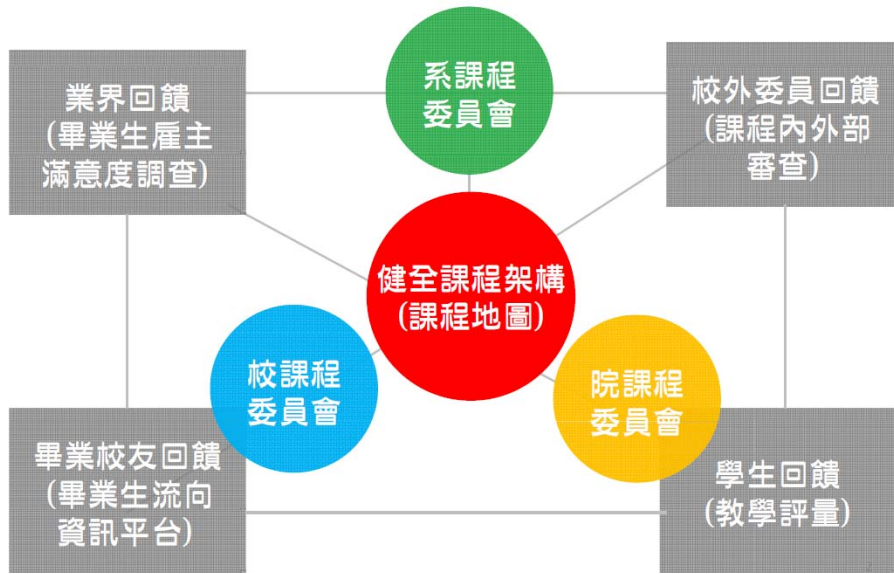 系課程
委員會
業界回饋
(畢業生雇主
滿意度調查)
校外委員回饋
(課程內外部
審查)
健全課程架構
(課程地圖)
校課程
委員會
院課程
委員會
畢業校友回饋
(畢業生流向
資訊平台)
學生回饋
(教學評量)
2